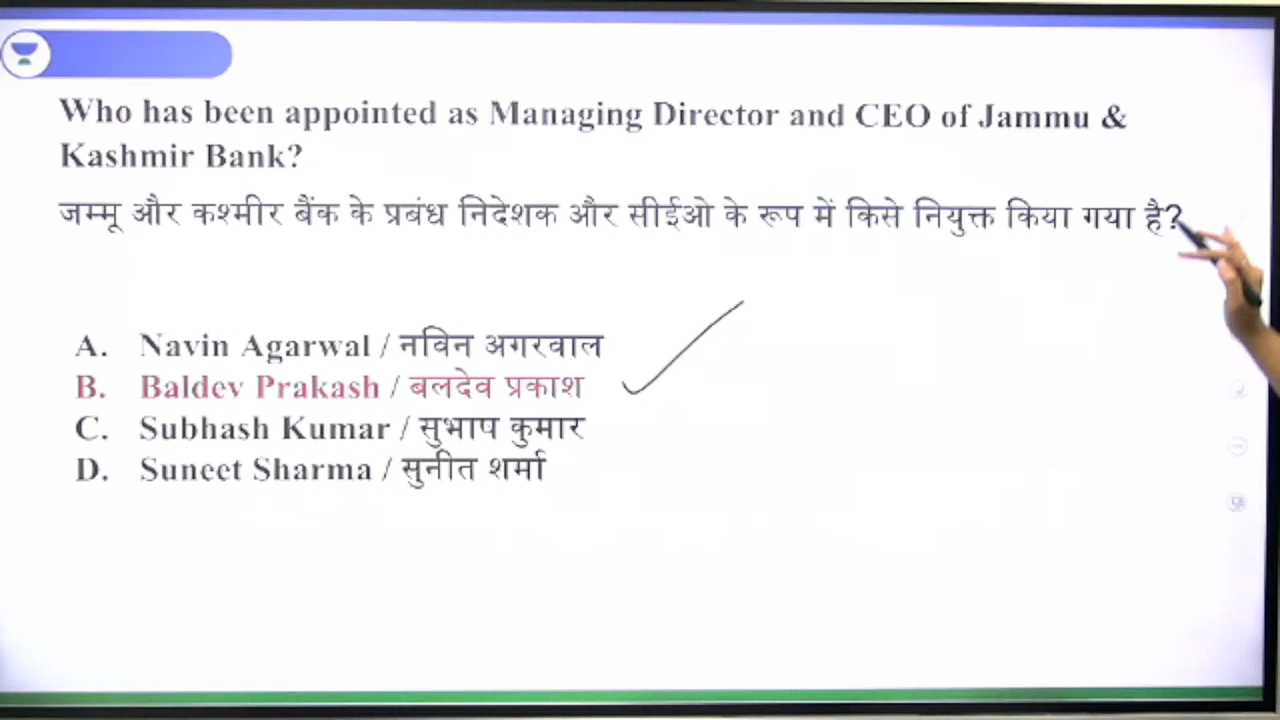 Who has been appointed as Managing Director and CEO of Jammu &
Kashmir Bank?
जम्मू और कश्मीर बैंक के प्रबंध निदेशक और सीईओ के रूप में किसे नियुक्त किया गया है?
A. Navin Agarwal / नविन अगरवाल
B. Baldev Prakash / बलदेव प्रकाश
C. Subhash Kumar / सुभाष कुमार
D. Suneet Sharma / सुनीत शर्मा